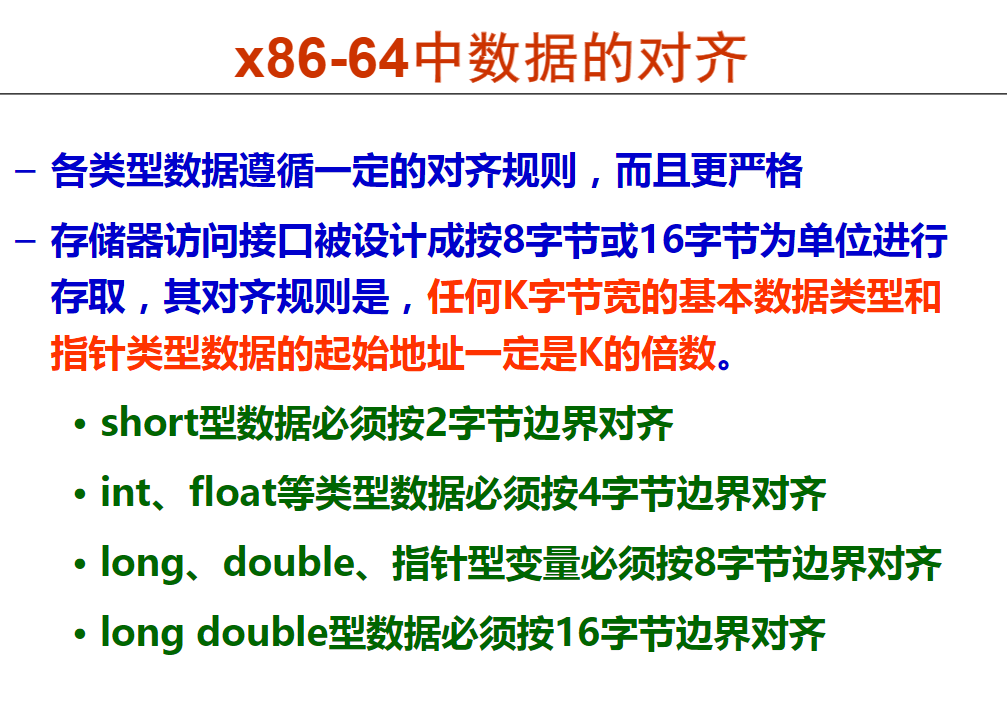 x86-64中数据的对齐
– 各类型数据遵循一定的对齐规则，而且更严格
– 存储器访问接口被设计成按8字节或16字节为单位进行
存取，其对齐规则是，任何K字节宽的基本数据类型和
指针类型数据的起始地址一定是K的倍数。
• short型数据必须按2字节边界对齐
• int、float等类型数据必须按4字节边界对齐
• long、double、指针型变量必须按8字节边界对齐
• long double型数据必须按16字节边界对齐